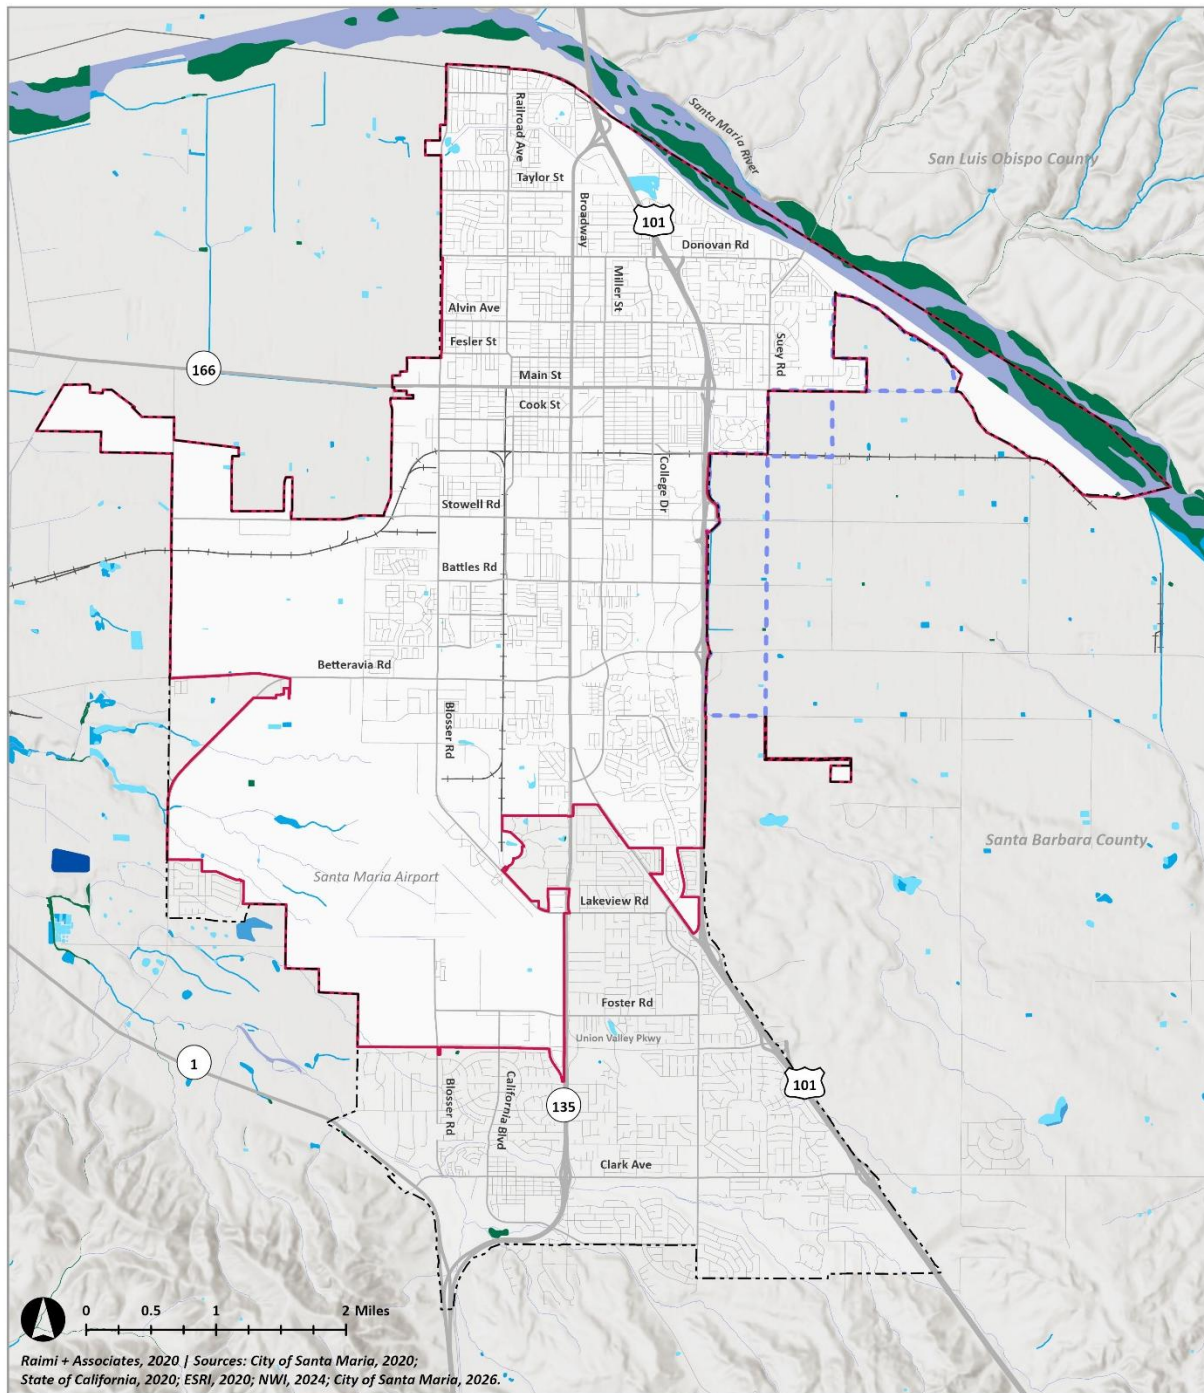 Railroad Ave
Santa Maria River
San Luis Obispo County
Taylor St
Broadway
101
Donovan Rd
Miller St
Alvin Ave
Suey Rd
Fesler St
166
Main St
Cook St
College Dr
Stowell Rd
Battles Rd
Betteravia Rd
Blosser Rd
Santa Barbara County
Santa Maria Airport
Lakeview Rd
Foster Rd
Union Valley Pkwy
1
Blosser Rd
California Blvd
135
101
Clark Ave
0 0.5 1 2 Miles
Raimi + Associates, 2020 | Sources: City of Santa Maria, 2020;
State of California, 2020; ESRI, 2020; NWI, 2024; City of Santa Maria, 2026.